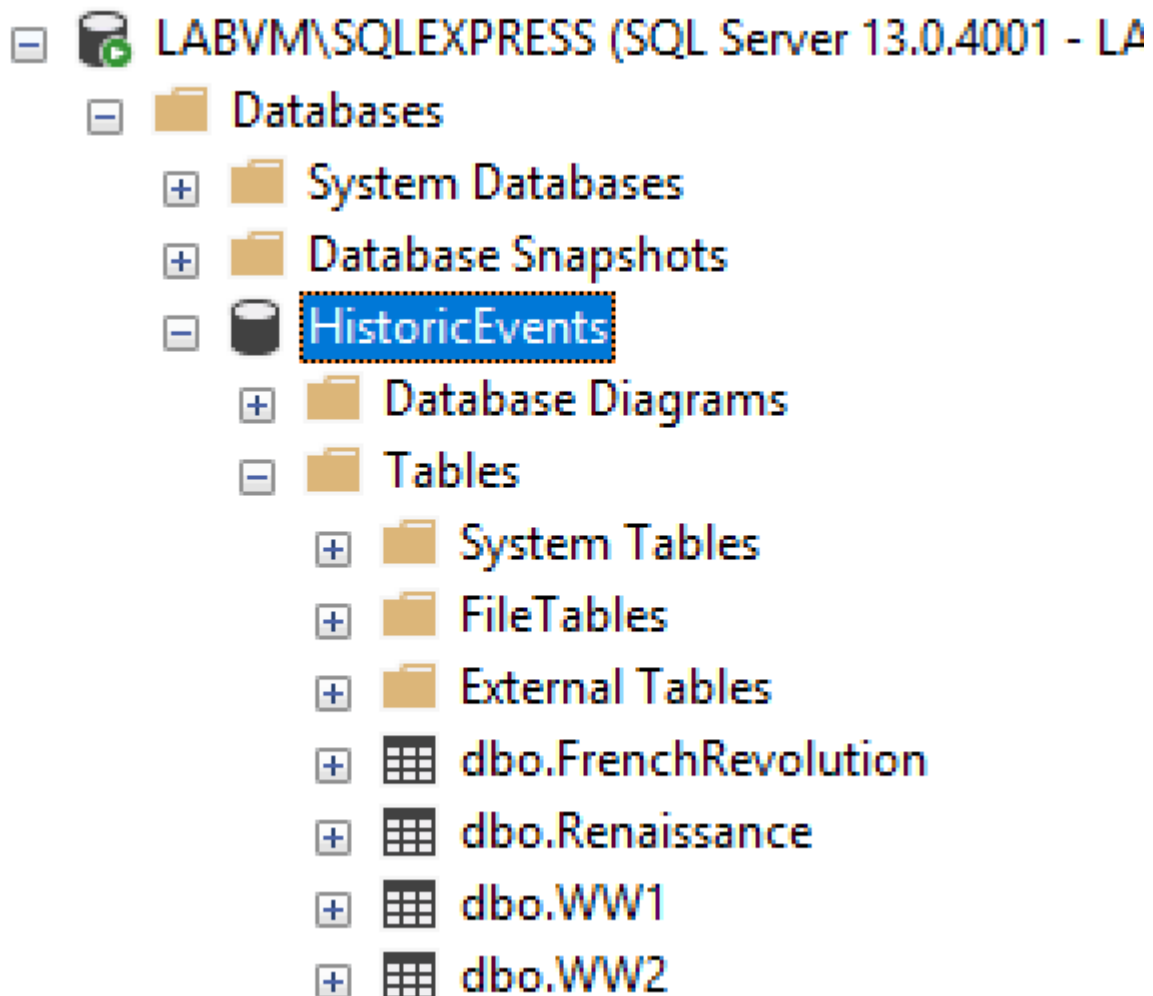 LABVM\SQLEXPRESS (SQL Server 13.0.4001 - LA
Databases
System Databases
Database Snapshots
HistoricEvents
Database Diagrams
Tables
System Tables
FileTables
External Tables
dbo.FrenchRevolution
dbo.Renaissance
dbo.WW1
dbo.WW2